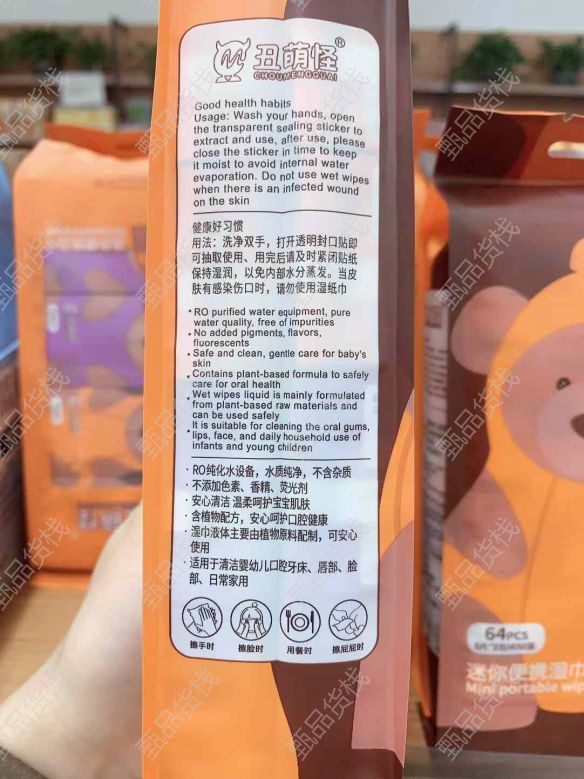 丑萌怪®
CHOUMENGGUAI
Good health habits
Usage: Wash your hands, open
the transparent sealing sticker to
extract and use, after use, please
close the sticker in time to keep
it moist to avoid internal water
evaporation. Do not use wet wipes
when there is an infected wound
on the skin
健康好习惯
用法：洗净双手，打开透明封口贴即
可抽取使用、用完后请及时紧闭贴纸
保持湿润，以免内部水分蒸发。当皮
肤有感染伤口时，请勿使用湿纸巾
• RO purified water equipment, pure
water quality, free of impurities
• No added pigments, flavors,
fluorescents
• Safe and clean, gentle care for baby's
skin
• Contains plant-based formula to safely
care for oral health
• Wet wipes liquid is mainly formulated
from plant-based raw materials and
can be used safely
• It is suitable for cleaning the oral gums,
lips, face, and daily household use of
infants and young children
· RO纯化水设备，水质纯净，不含杂质
· 不添加色素、香精、荧光剂
· 安心清洁 温柔呵护宝宝肌肤
· 含植物配方，安心呵护口腔健康
· 湿巾液体主要由植物原料配制，可安心
使用
· 适用于清洁婴幼儿口腔牙床、唇部、脸
部、日常家用
擦手时 擦脸时 用餐时 擦屁屁时
64PCS
迷你便携湿巾
Mini portable wip
甄品货栈